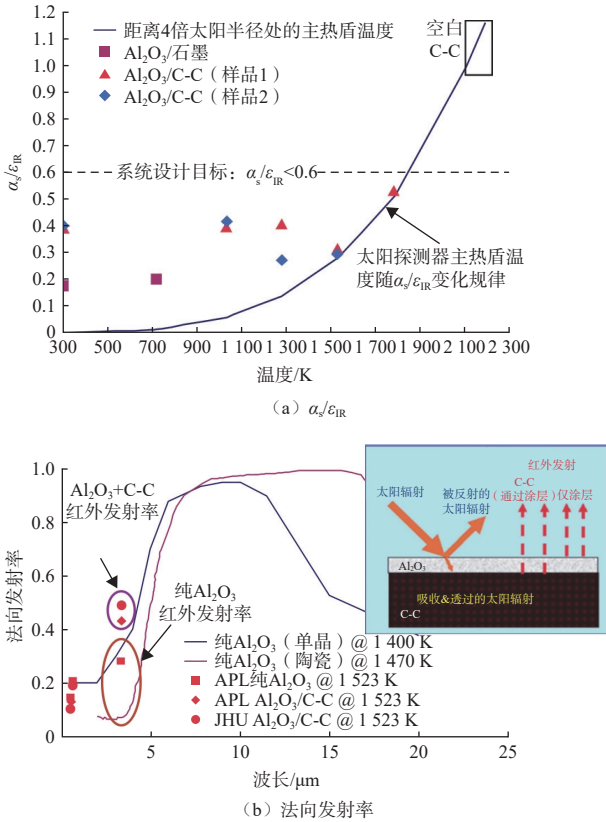 1.2
1.1
1.0
0.9
0.8
0.7
0.6
0.5
0.4
0.3
0.2
0.1
0
αs/εIR
距离4倍太阳半径处的主热盾温度
Al2O3/石墨
Al2O3/C-C（样品1）
Al2O3/C-C（样品2）
空白
C-C
系统设计目标：αs/εIR<0.6
太阳探测器主热盾温
度随αs/εIR变化规律
300 500 700 900 1 100 1 300 1 500 1 700 1 900 2 100 2 300
温度/K
（a）αs/εIR
1.0
0.8
0.6
0.4
0.2
0
法向发射率
Al2O3+C-C
红外发射率
纯Al2O3
红外发射率
太阳辐射
被反射的
太阳辐射
红外发射
C-C
（通过涂层）
仅涂层
Al2O3
吸收&透过的太阳辐射
C-C
纯Al2O3（单晶）@ 1 400 K
纯Al2O3（陶瓷）@ 1 470 K
APL纯Al2O3 @ 1 523 K
APL Al2O3/C-C @ 1 523 K
JHU Al2O3/C-C @ 1 523 K
5 10 15 20 25
波长/μm
（b）法向发射率